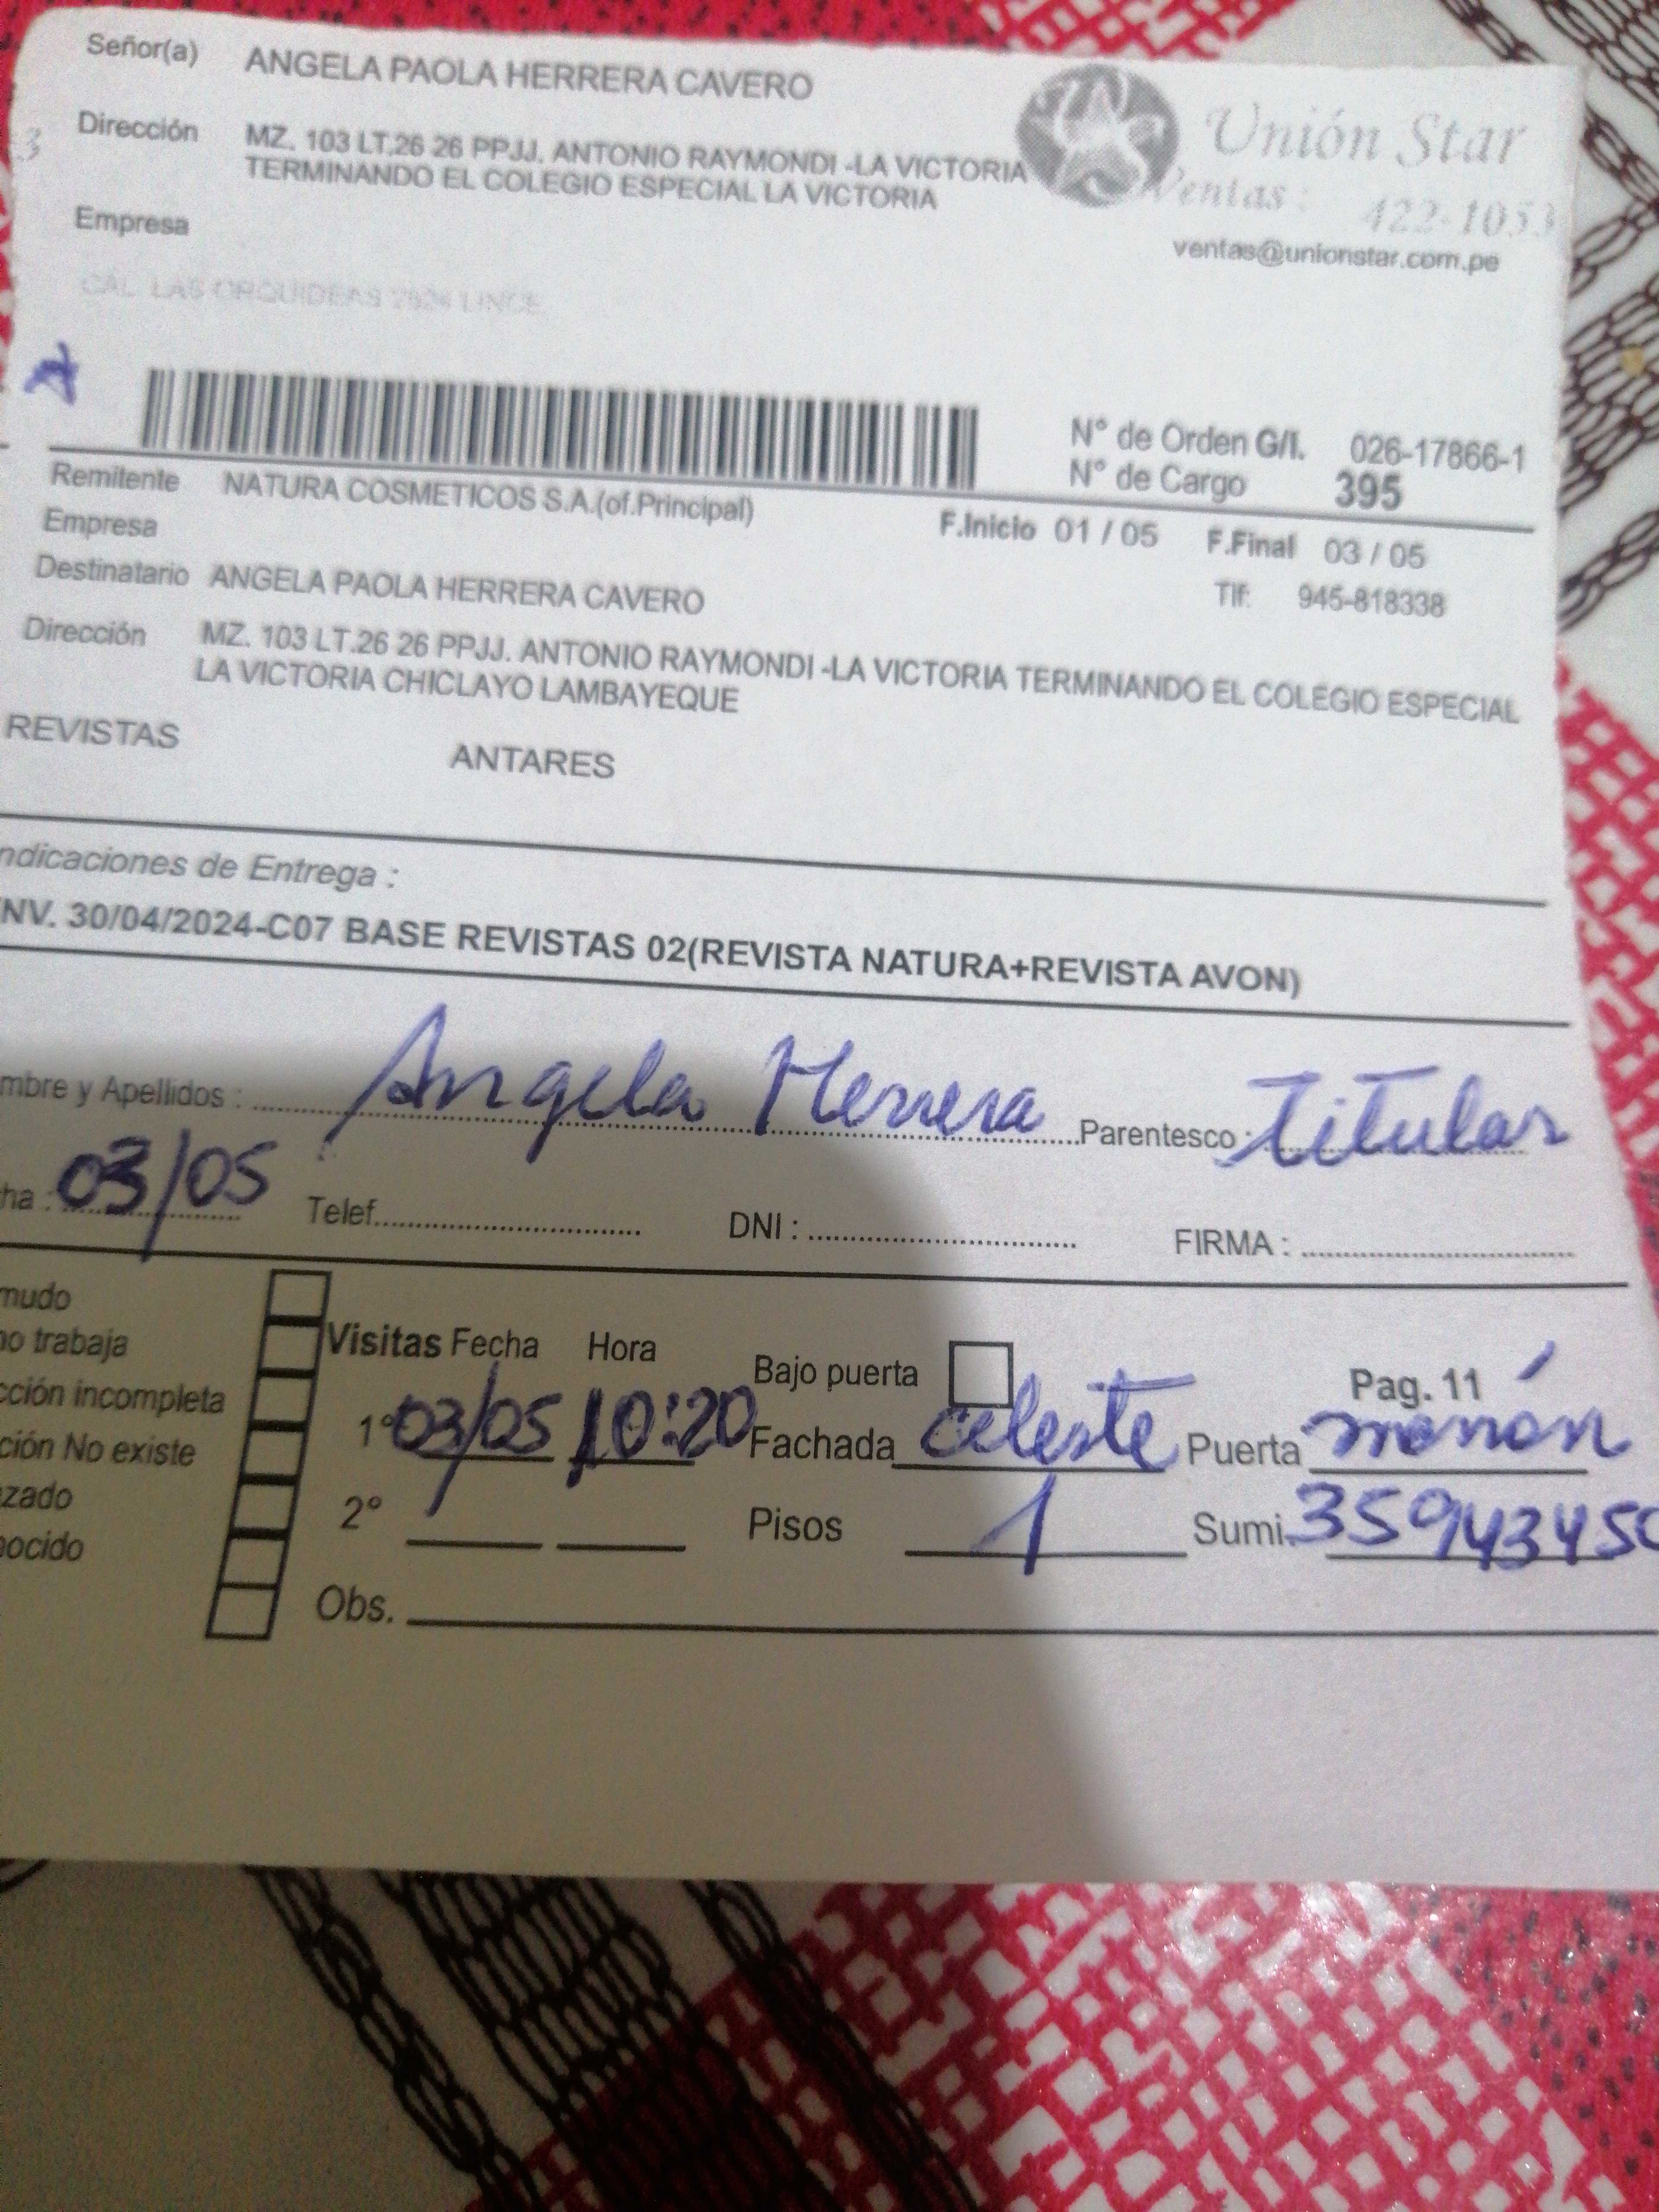 Señor(a) ANGELA PAOLA HERRERA CAVERO
Dirección MZ. 103 LT.26 26 PPJJ. ANTONIO RAYMONDI -LA VICTORIA
TERMINANDO EL COLEGIO ESPECIAL LA VICTORIA
Unión Star
Ventas: 422-1053
ventas@unionstar.com.pe
Empresa
CAL LAS ORQUIDEAS LINCE
N° de Orden G/I. 026-17866-1
N° de Cargo 395
Remitente NATURA COSMETICOS S.A.(of.Principal)
Empresa F.Inicio 01 / 05 F.Final 03 / 05
Destinatario ANGELA PAOLA HERRERA CAVERO Tlf: 945-818338
Dirección MZ. 103 LT.26 26 PPJJ. ANTONIO RAYMONDI -LA VICTORIA TERMINANDO EL COLEGIO ESPECIAL
LA VICTORIA CHICLAYO LAMBAYEQUE
REVISTAS ANTARES
ndicaciones de Entrega :
NV. 30/04/2024-C07 BASE REVISTAS 02(REVISTA NATURA+REVISTA AVON)
mbre y Apellidos : Angela Herrera Parentesco : Titular
ha : 03/05 Telef. DNI : FIRMA :
mudo
no trabaja
cción incompleta
ción No existe
zado
nocido
Visitas Fecha Hora Bajo puerta Pag. 11
1° 03/05 10:20 Fachada celeste Puerta marrón
2° Pisos 1 Sumi. 35943450
Obs.